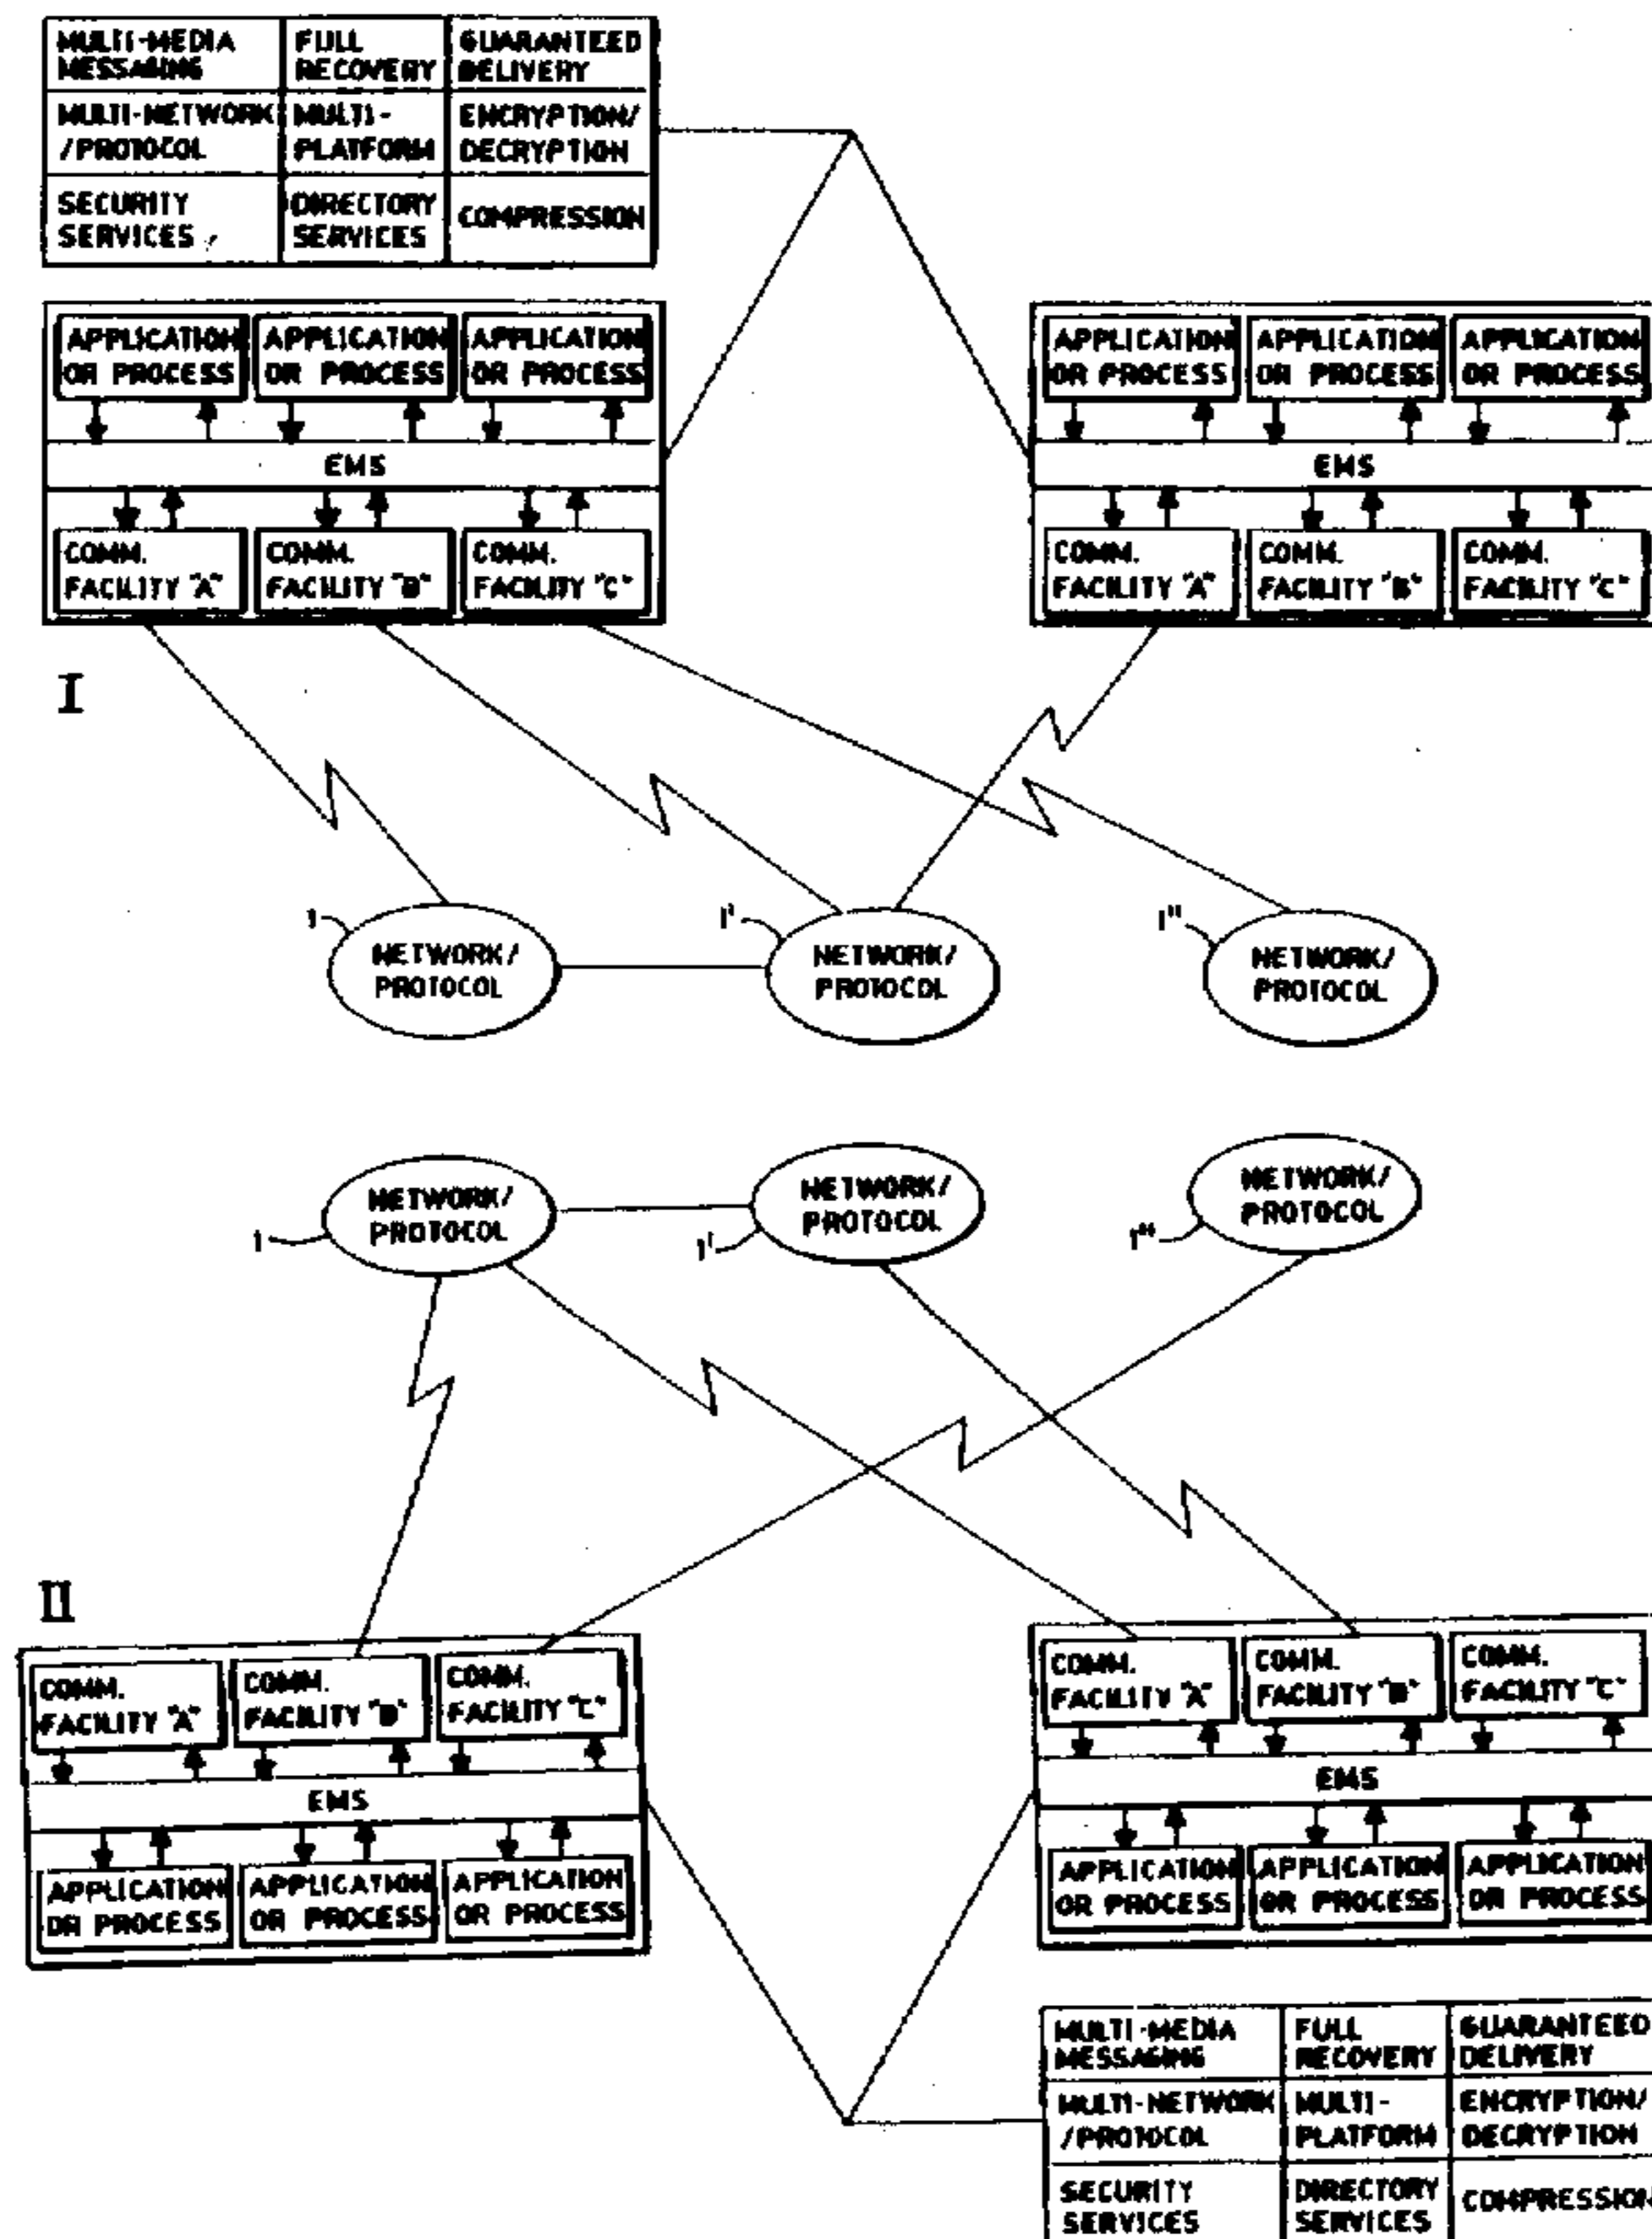 MULTI-MEDIA
MESSAGING
FULL
RECOVERY
GUARANTEED
DELIVERY
MULTI-NETWORK
/PROTOCOL
MULTI-
PLATFORM
ENCRYPTION/
DECRYPTION
SECURITY
SERVICES
DIRECTORY
SERVICES
COMPRESSION
APPLICATION
OR PROCESS
APPLICATION
OR PROCESS
APPLICATION
OR PROCESS
EMS
COMM.
FACILITY "A"
COMM.
FACILITY "B"
COMM.
FACILITY "C"
APPLICATION
OR PROCESS
APPLICATION
OR PROCESS
APPLICATION
OR PROCESS
EMS
COMM.
FACILITY "A"
COMM.
FACILITY "B"
COMM.
FACILITY "C"
I
1
NETWORK/
PROTOCOL
1'
NETWORK/
PROTOCOL
1"
NETWORK/
PROTOCOL
1
NETWORK/
PROTOCOL
1'
NETWORK/
PROTOCOL
1"
NETWORK/
PROTOCOL
II
COMM.
FACILITY "A"
COMM.
FACILITY "B"
COMM.
FACILITY "C"
EMS
APPLICATION
OR PROCESS
APPLICATION
OR PROCESS
APPLICATION
OR PROCESS
COMM.
FACILITY "A"
COMM.
FACILITY "B"
COMM.
FACILITY "C"
EMS
APPLICATION
OR PROCESS
APPLICATION
OR PROCESS
APPLICATION
OR PROCESS
MULTI-MEDIA
MESSAGING
FULL
RECOVERY
GUARANTEED
DELIVERY
MULTI-NETWORK
/PROTOCOL
MULTI-
PLATFORM
ENCRYPTION/
DECRYPTION
SECURITY
SERVICES
DIRECTORY
SERVICES
COMPRESSION